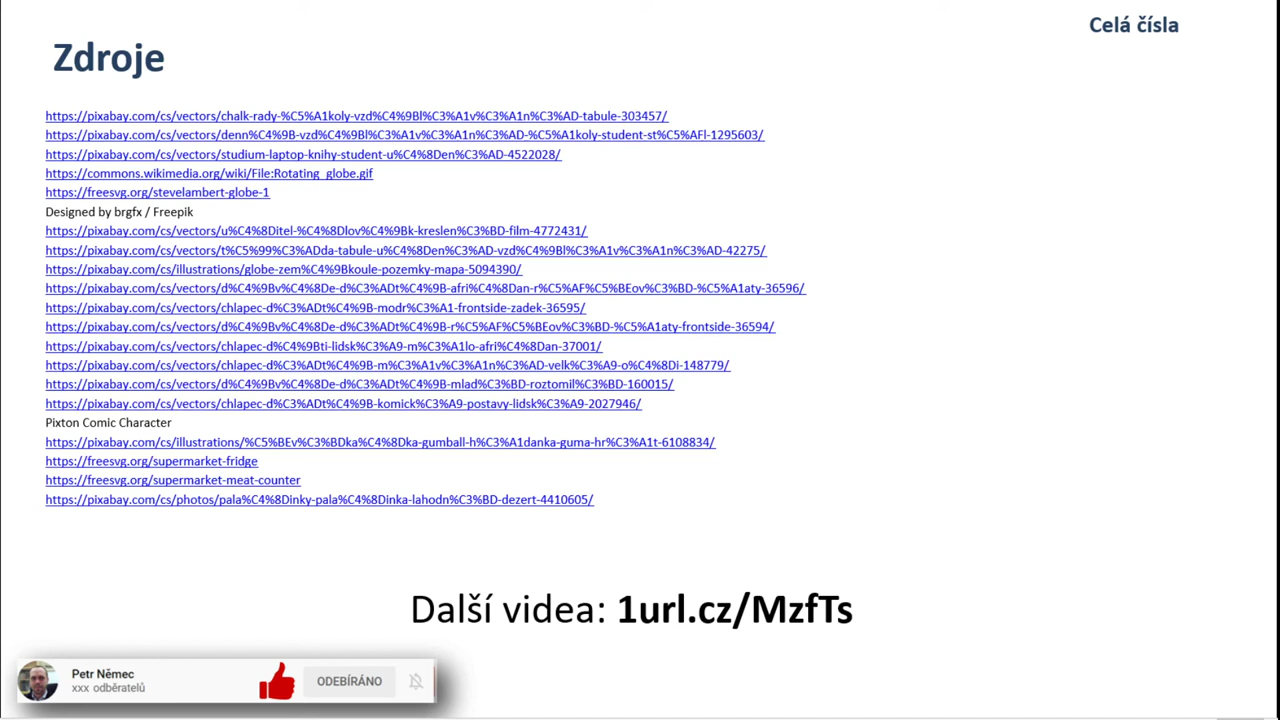 Celá čísla
Zdroje
https://pixabay.com/cs/vectors/chalk-rady-%C5%A1koly-vzd%C4%9Bl%C3%A1v%C3%A1n%C3%AD-tabule-303457/
https://pixabay.com/cs/vectors/denn%C4%9B-vzd%C4%9Bl%C3%A1v%C3%A1n%C3%AD-%C5%A1koly-student-st%C5%AFl-1295603/
https://pixabay.com/cs/vectors/studium-laptop-knihy-student-u%C4%8Den%C3%AD-4522028/
https://commons.wikimedia.org/wiki/File:Rotating_globe.gif
https://freesvg.org/stevelambert-globe-1
Designed by brgfx / Freepik
https://pixabay.com/cs/vectors/u%C4%8Ditel-%C4%8Dlov%C4%9Bk-kreslen%C3%BD-film-4772431/
https://pixabay.com/cs/vectors/t%C5%99%C3%ADda-tabule-u%C4%8Den%C3%AD-vzd%C4%9Bl%C3%A1v%C3%A1n%C3%AD-42275/
https://pixabay.com/cs/illustrations/globe-zem%C4%9Bkoule-pozemky-mapa-5094390/
https://pixabay.com/cs/vectors/d%C4%9Bv%C4%8De-d%C3%ADt%C4%9B-afri%C4%8Dan-r%C5%AF%C5%BEov%C3%BD-%C5%A1aty-36596/
https://pixabay.com/cs/vectors/chlapec-d%C3%ADt%C4%9B-modr%C3%A1-frontside-zadek-36595/
https://pixabay.com/cs/vectors/d%C4%9Bv%C4%8De-d%C3%ADt%C4%9B-r%C5%AF%C5%BEov%C3%BD-%C5%A1aty-frontside-36594/
https://pixabay.com/cs/vectors/chlapec-d%C4%9Bti-lidsk%C3%A9-m%C3%A1lo-afri%C4%8Dan-37001/
https://pixabay.com/cs/vectors/chlapec-d%C3%ADt%C4%9B-m%C3%A1v%C3%A1n%C3%AD-velk%C3%A9-o%C4%8Di-148779/
https://pixabay.com/cs/vectors/d%C4%9Bv%C4%8De-d%C3%ADt%C4%9B-mlad%C3%BD-roztomil%C3%BD-160015/
https://pixabay.com/cs/vectors/chlapec-d%C3%ADt%C4%9B-komick%C3%A9-postavy-lidsk%C3%A9-2027946/
Pixton Comic Character
https://pixabay.com/cs/illustrations/%C5%BEv%C3%BDka%C4%8Dka-gumball-h%C3%A1danka-guma-hr%C3%A1t-6108834/
https://freesvg.org/supermarket-fridge
https://freesvg.org/supermarket-meat-counter
https://pixabay.com/cs/photos/pala%C4%8Dinky-pala%C4%8Dinka-lahodn%C3%BD-dezert-4410605/
Další videa: 1url.cz/MzfTs
Petr Němec
xxx odběratelů
ODEBÍRÁNO